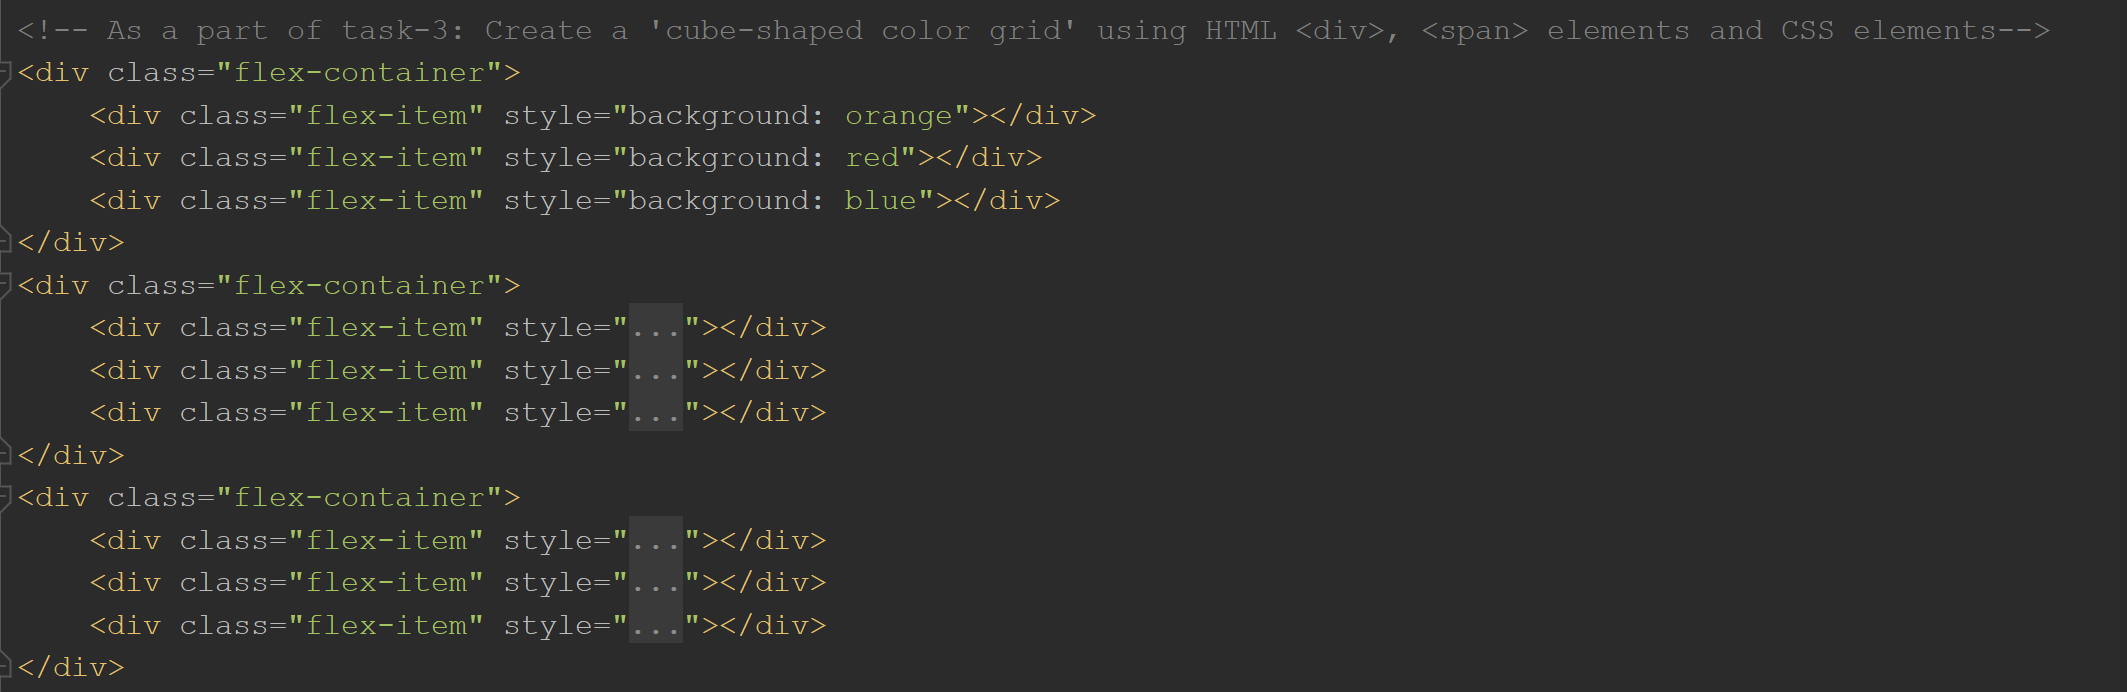 <!-- As a part of task-3: Create a 'cube-shaped color grid' using HTML <div>, <span> elements and CSS elements-->
<div class="flex-container">
    <div class="flex-item" style="background: orange"></div>
    <div class="flex-item" style="background: red"></div>
    <div class="flex-item" style="background: blue"></div>
</div>
<div class="flex-container">
    <div class="flex-item" style="..."></div>
    <div class="flex-item" style="..."></div>
    <div class="flex-item" style="..."></div>
</div>
<div class="flex-container">
    <div class="flex-item" style="..."></div>
    <div class="flex-item" style="..."></div>
    <div class="flex-item" style="..."></div>
</div>